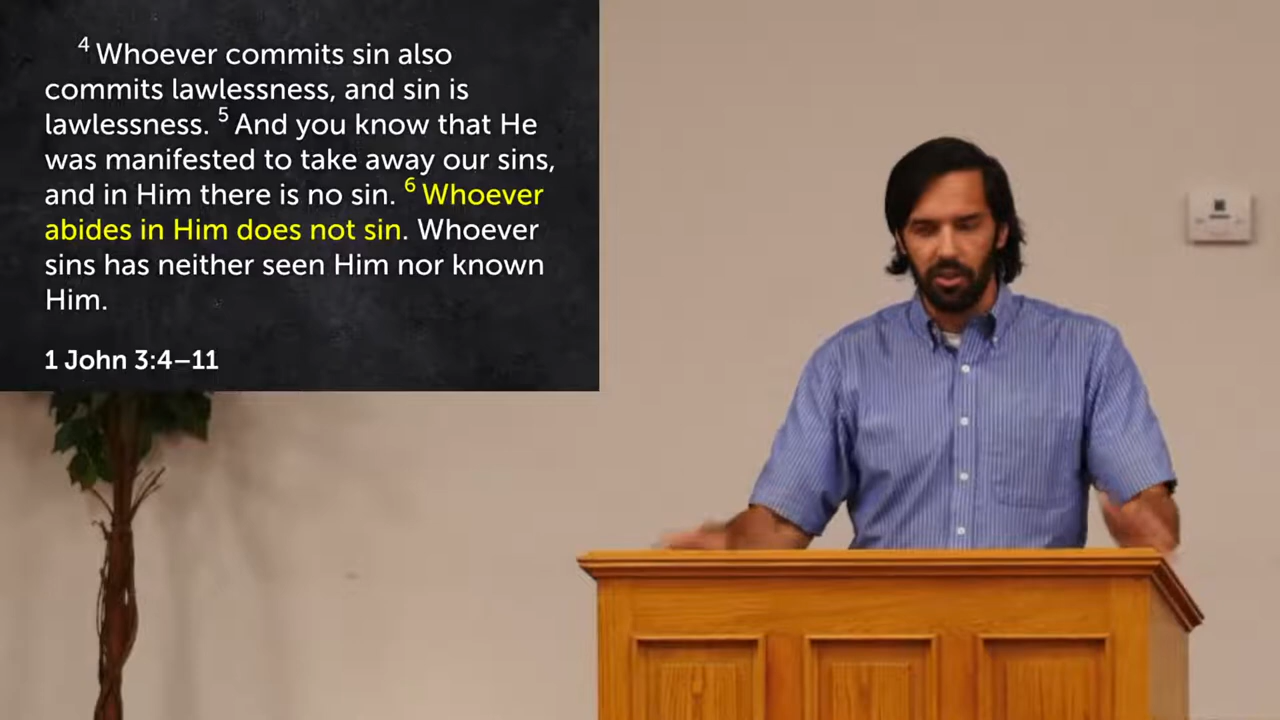 4 Whoever commits sin also
commits lawlessness, and sin is
lawlessness. 5 And you know that He
was manifested to take away our sins,
and in Him there is no sin. 6 Whoever
abides in Him does not sin. Whoever
sins has neither seen Him nor known
Him.
1 John 3:4–11